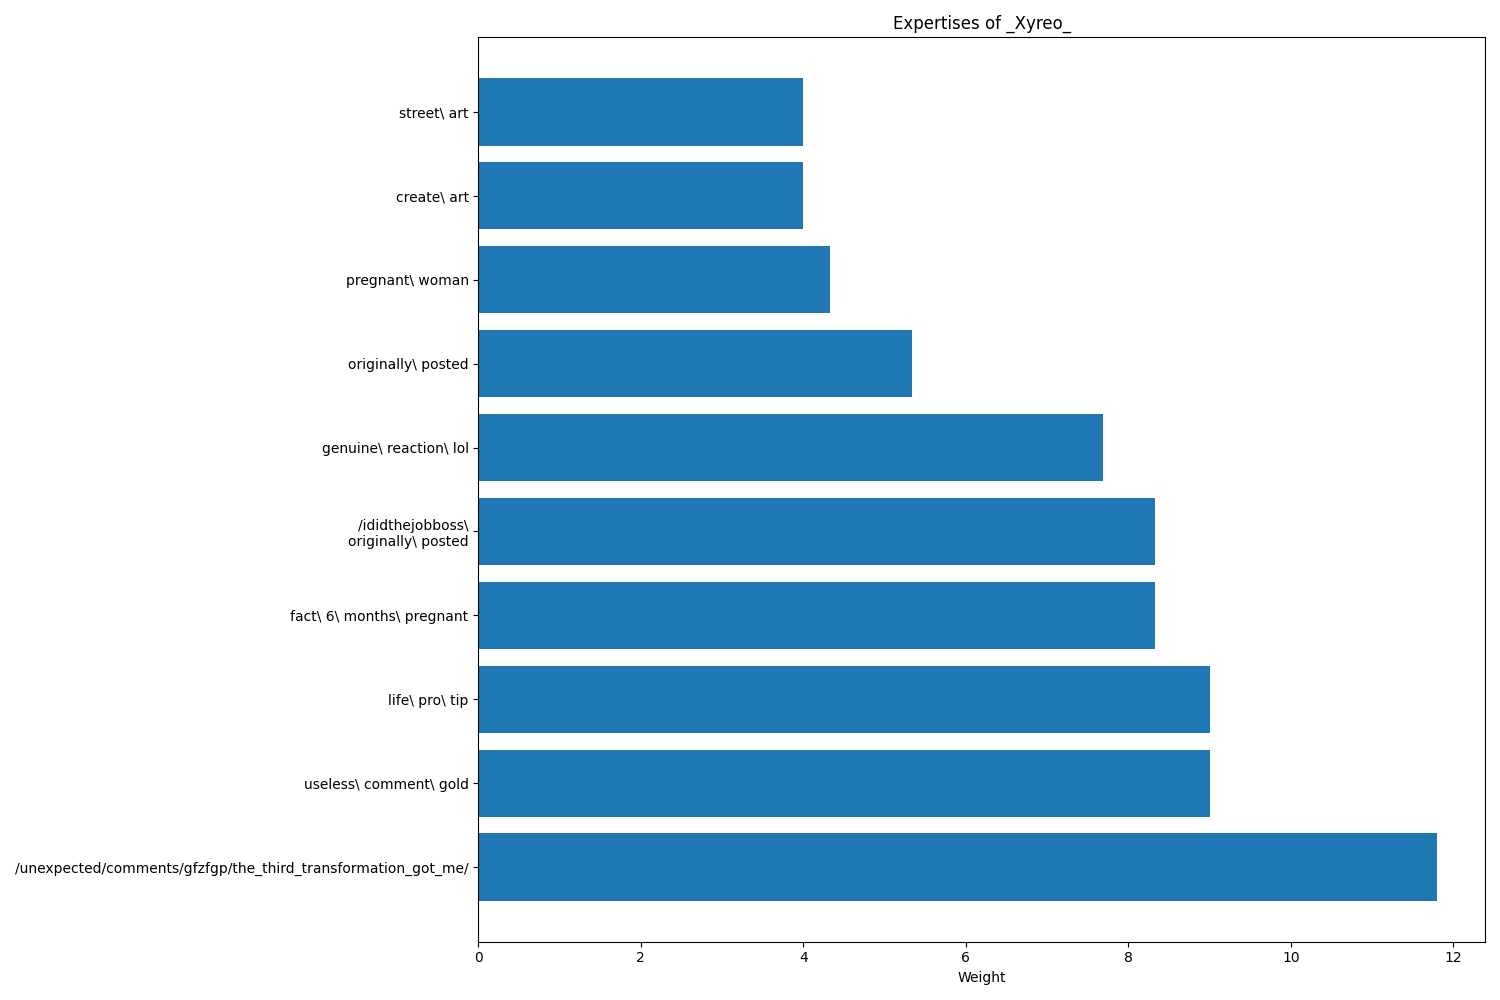 Expertises of _Xyreo_
street\ art
create\ art
pregnant\ woman
originally\ posted
genuine\ reaction\ lol
/ididthejobboss\
originally\ posted
fact\ 6\ months\ pregnant
life\ pro\ tip
useless\ comment\ gold
/unexpected/comments/gfzfgp/the_third_transformation_got_me/
0 2 4 6 8 10 12
Weight